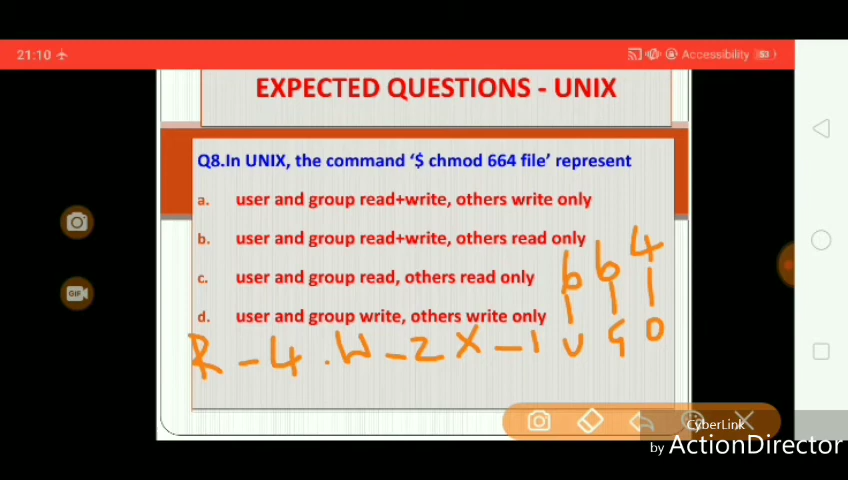 21:10
Accessibility 53
EXPECTED QUESTIONS - UNIX
Q8.In UNIX, the command ‘$ chmod 664 file’ represent
a. user and group read+write, others write only
b. user and group read+write, others read only
c. user and group read, others read only
d. user and group write, others write only
6 6 4
R - 4 . W - 2 X - 1 U G O
GIF
CyberLink
by ActionDirector